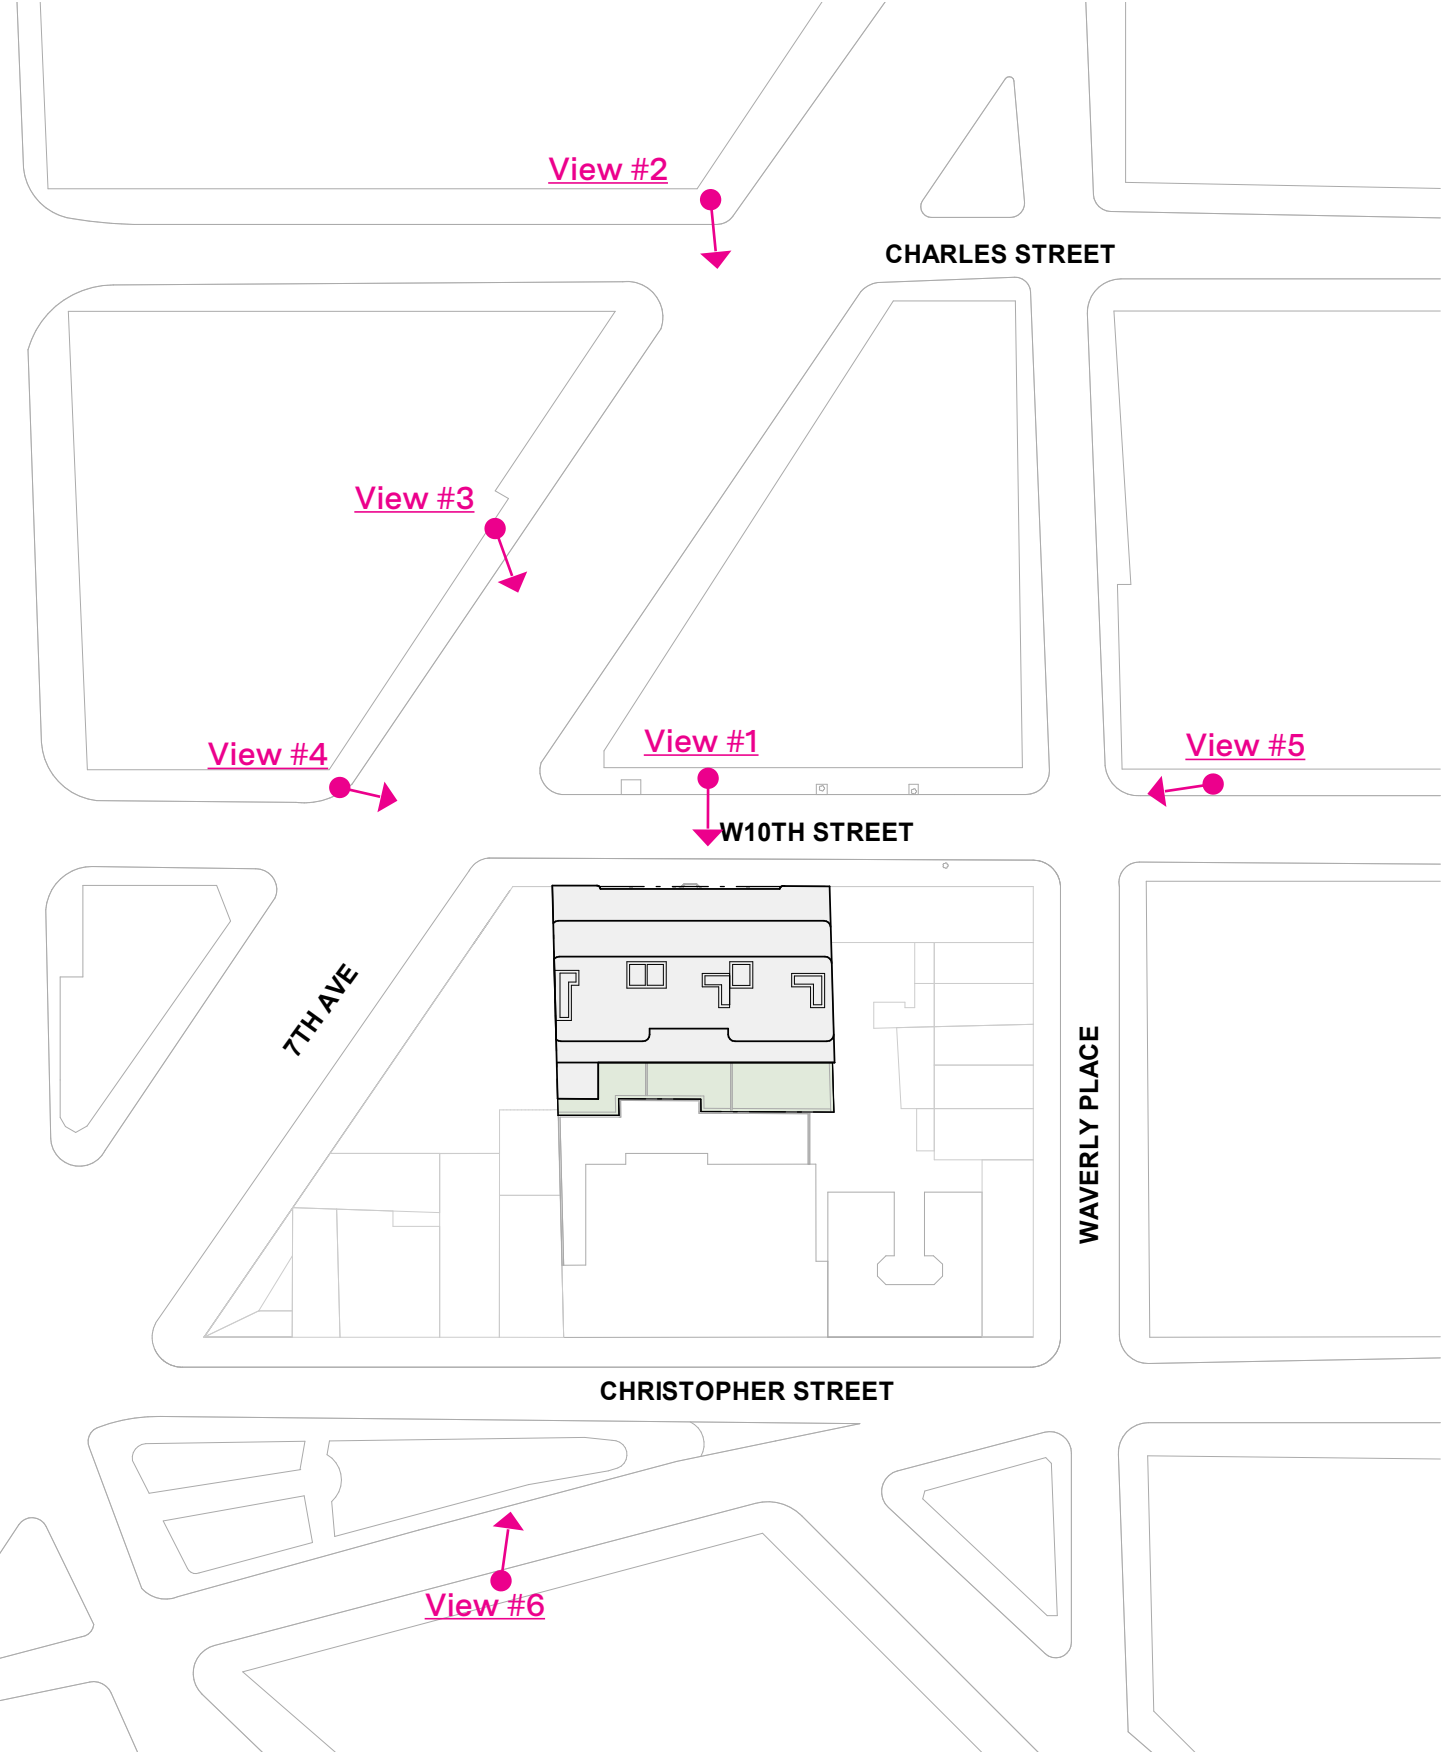 View #2
CHARLES STREET
View #3
View #1
View #5
View #4
W10TH STREET
7TH AVE
WAVERLY PLACE
CHRISTOPHER STREET
View #6